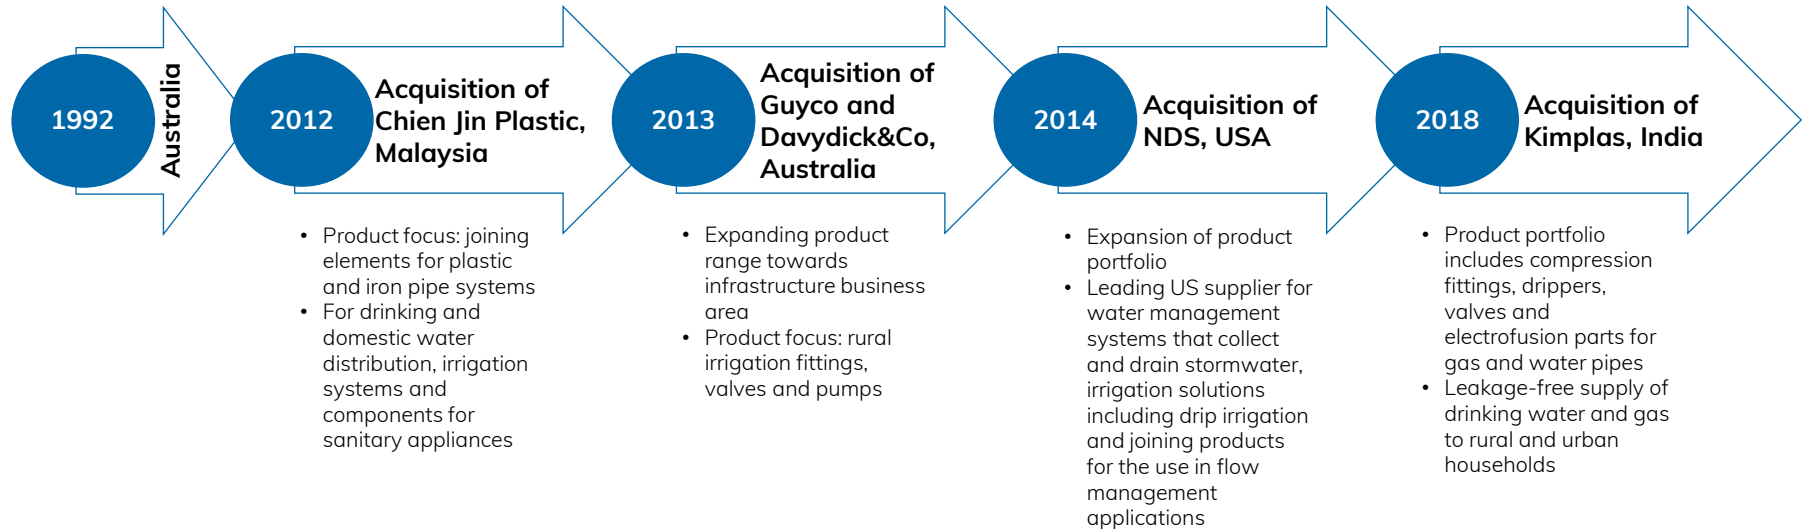 1992
Australia
2012
Acquisition of
Chien Jin Plastic,
Malaysia
• Product focus: joining
elements for plastic
and iron pipe systems
• For drinking and
domestic water
distribution, irrigation
systems and
components for
sanitary appliances
2013
Acquisition of
Guyco and
Davydick&Co,
Australia
• Expanding product
range towards
infrastructure business
area
• Product focus: rural
irrigation fittings,
valves and pumps
2014
Acquisition of
NDS, USA
• Expansion of product
portfolio
• Leading US supplier for
water management
systems that collect
and drain stormwater,
irrigation solutions
including drip irrigation
and joining products
for the use in flow
management
applications
2018
Acquisition of
Kimplas, India
• Product portfolio
includes compression
fittings, drippers,
valves and
electrofusion parts for
gas and water pipes
• Leakage-free supply of
drinking water and gas
to rural and urban
households